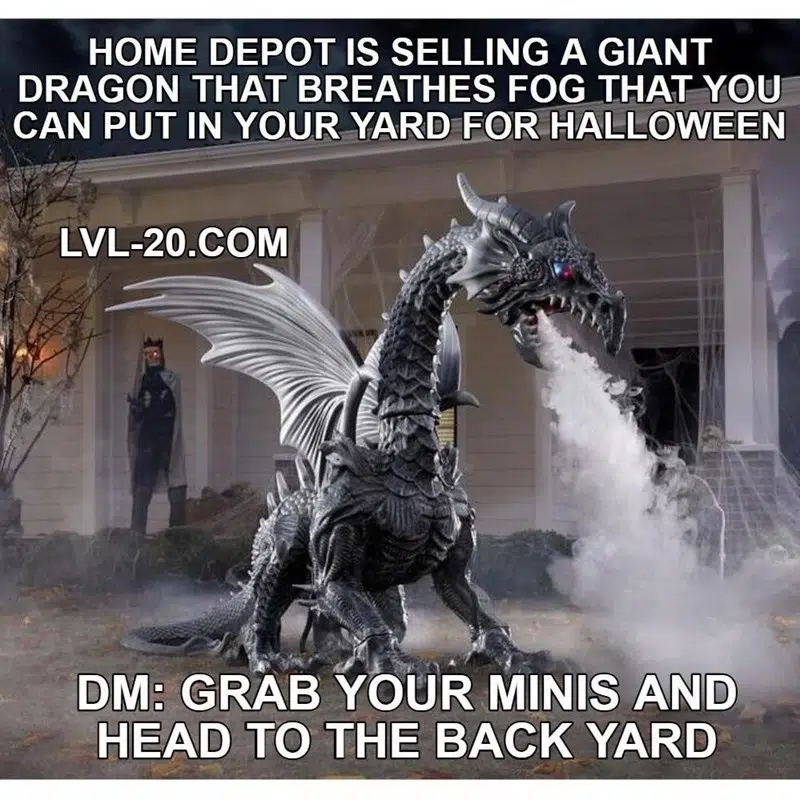 HOME DEPOT IS SELLING A GIANT
DRAGON THAT BREATHES FOG THAT YOU
CAN PUT IN YOUR YARD FOR HALLOWEEN
LVL-20.COM
DM: GRAB YOUR MINIS AND
HEAD TO THE BACK YARD